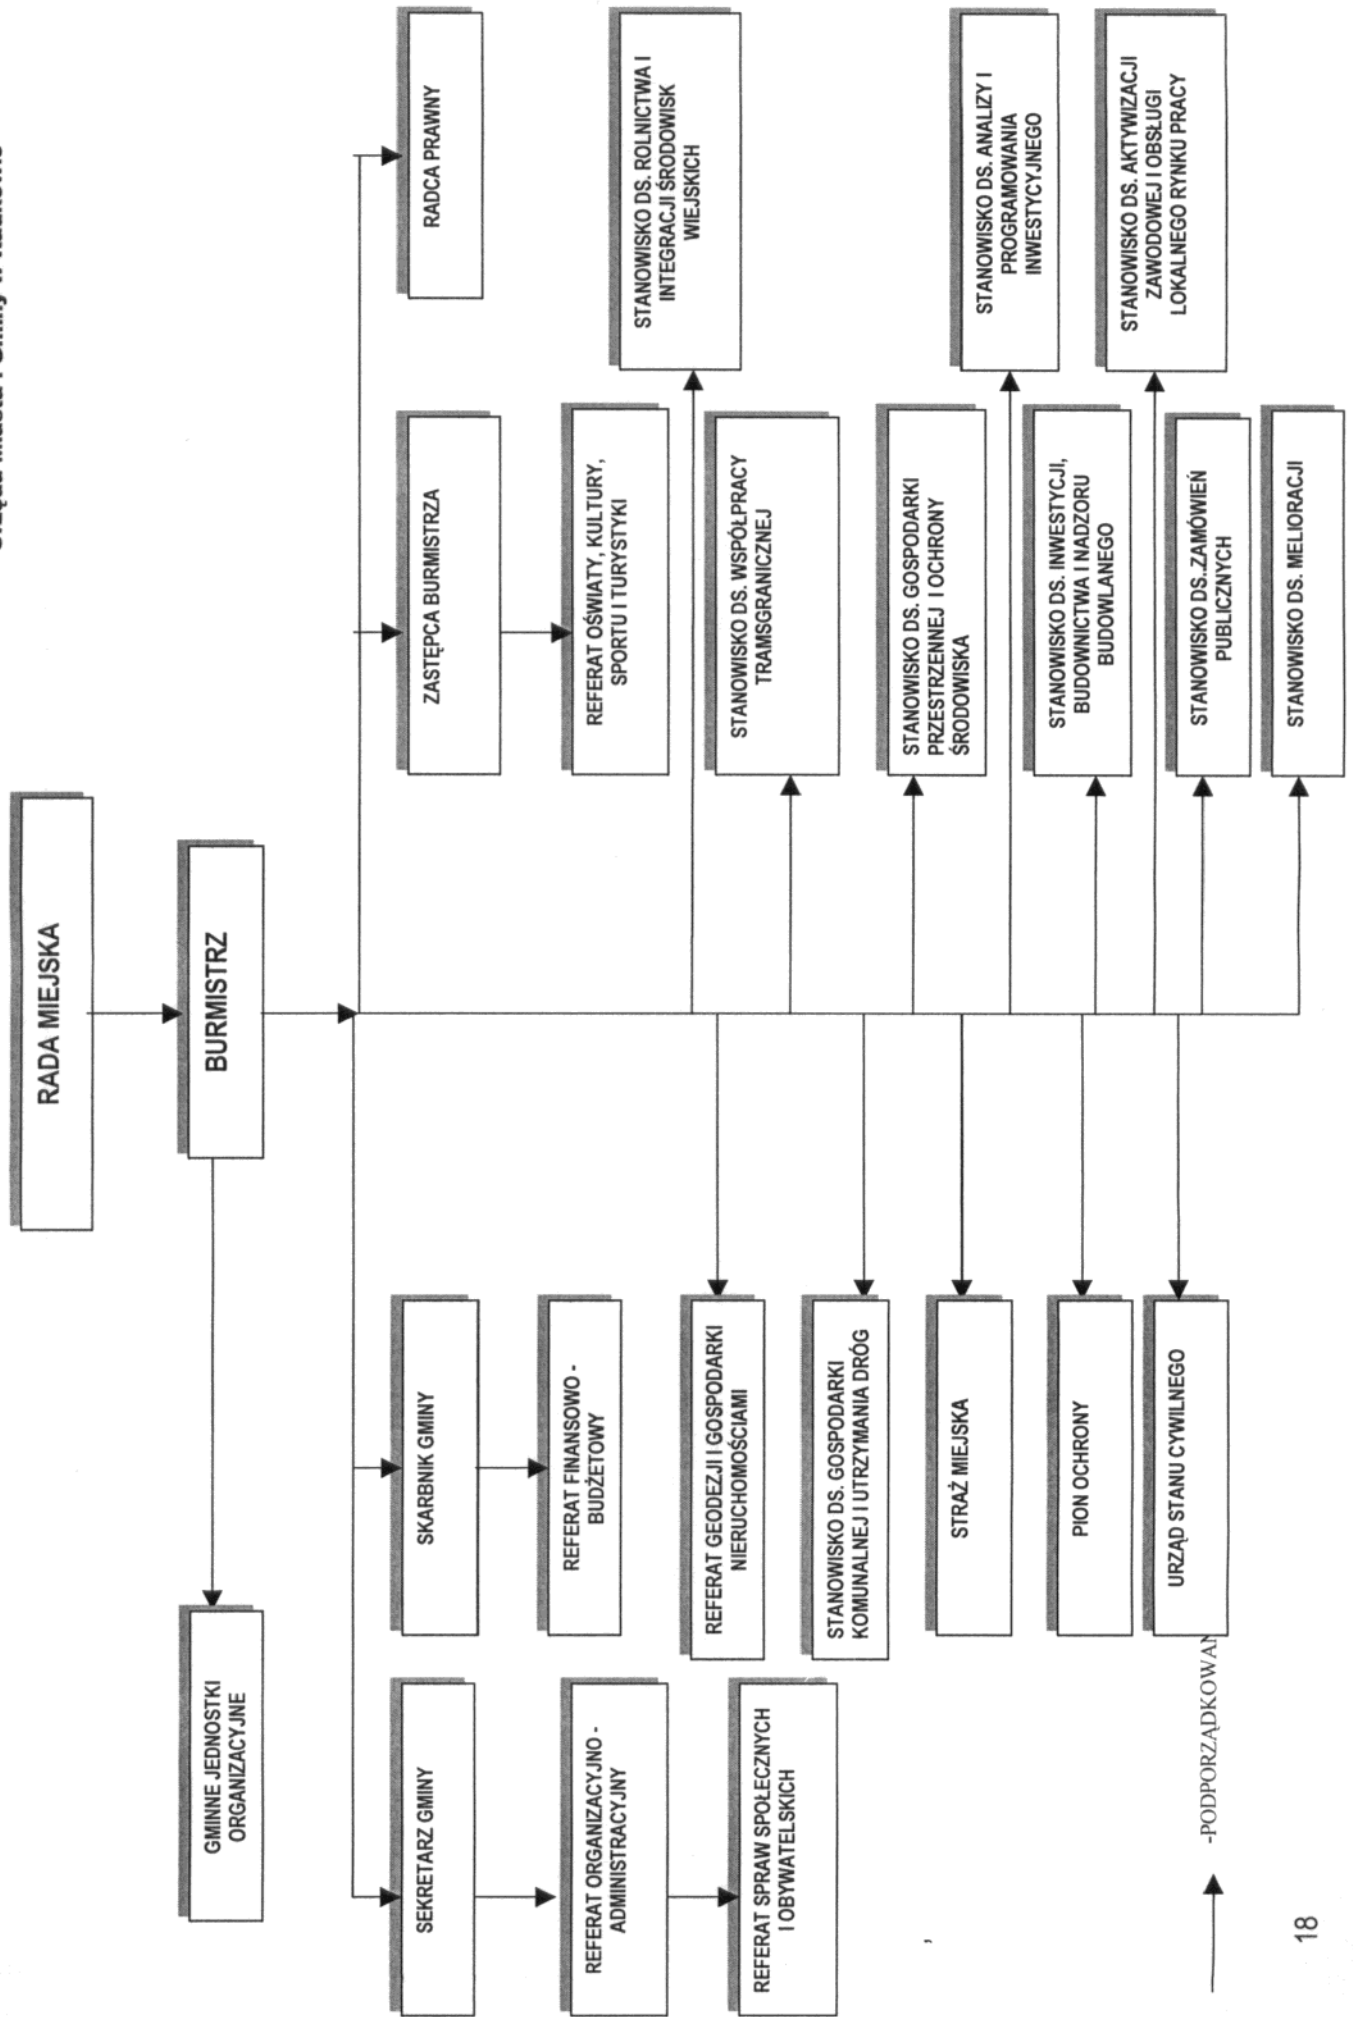 Urzędu Miasta i Gminy w Radkowie
RADA MIEJSKA
GMINNE JEDNOSTKI
ORGANIZACYJNE
BURMISTRZ
SEKRETARZ GMINY
SKARBNIK GMINY
ZASTĘPCA BURMISTRZA
RADCA PRAWNY
REFERAT ORGANIZACYJNO -
ADMINISTRACYJNY
REFERAT FINANSOWO -
BUDŻETOWY
REFERAT OŚWIATY, KULTURY,
SPORTU I TURYSTYKI
STANOWISKO DS. ROLNICTWA I
INTEGRACJI ŚRODOWISK
WIEJSKICH
REFERAT SPRAW SPOŁECZNYCH
I OBYWATELSKICH
REFERAT GEODEZJI I GOSPODARKI
NIERUCHOMOŚCIAMI
STANOWISKO DS. WSPÓŁPRACY
TRAMSGRANICZNEJ
STANOWISKO DS. GOSPODARKI
KOMUNALNEJ I UTRZYMANIA DRÓG
STANOWISKO DS. GOSPODARKI
PRZESTRZENNEJ I OCHRONY
ŚRODOWISKA
STRAŻ MIEJSKA
STANOWISKO DS. ANALIZY I
PROGRAMOWANIA
INWESTYCYJNEGO
PION OCHRONY
STANOWISKO DS. INWESTYCJI,
BUDOWNICTWA I NADZORU
BUDOWLANEGO
STANOWISKO DS. AKTYWIZACJI
ZAWODOWEJ I OBSŁUGI
LOKALNEGO RYNKU PRACY
URZĄD STANU CYWILNEGO
STANOWISKO DS.ZAMÓWIEŃ
PUBLICZNYCH
STANOWISKO DS. MELIORACJI
-PODPORZĄDKOWAN
18